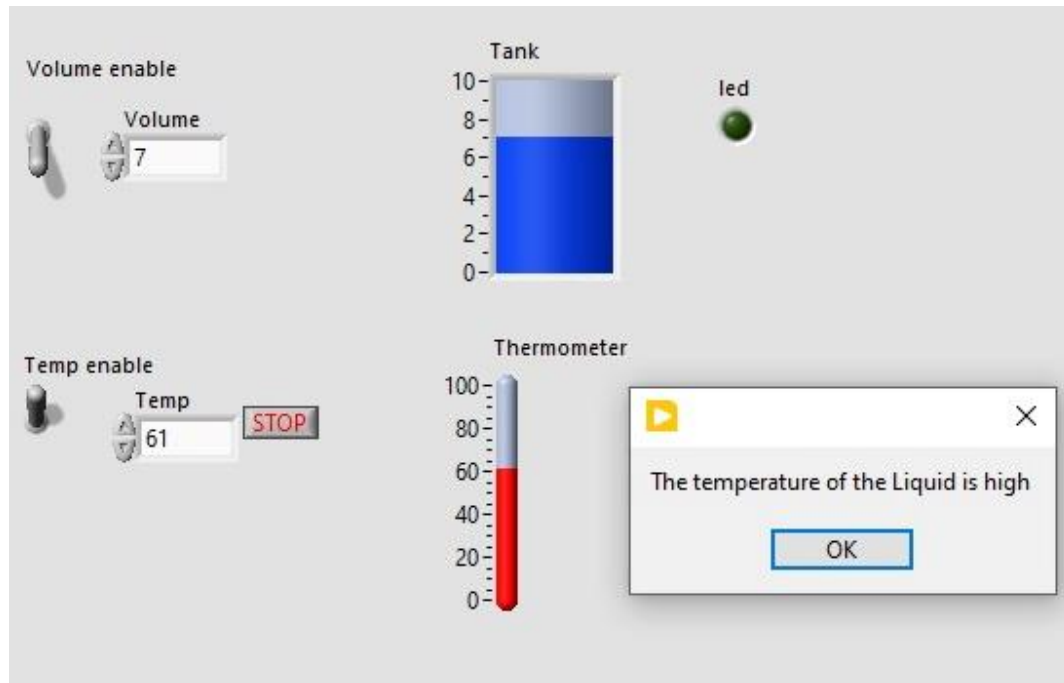 Volume enable
Volume
7
Tank
10
8
6
4
2
0
led
Temp enable
Temp
61
STOP
Thermometer
100
80
60
40
20
0
The temperature of the Liquid is high
OK